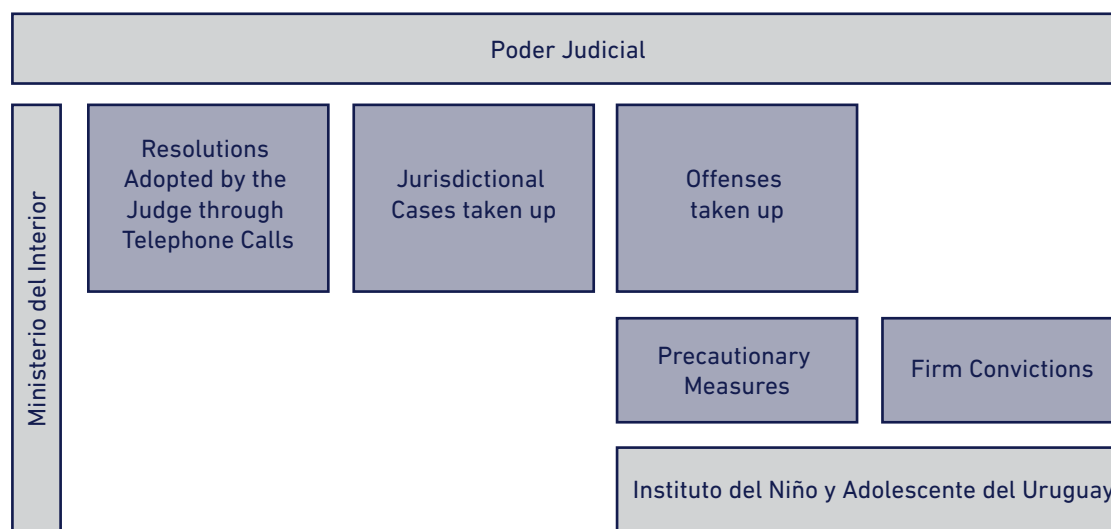 Poder Judicial
Ministerio del Interior
Resolutions
Adopted by the
Judge through
Telephone Calls
Jurisdictional
Cases taken up
Offenses
taken up
Precautionary
Measures
Firm Convictions
Instituto del Niño y Adolescente del Uruguay